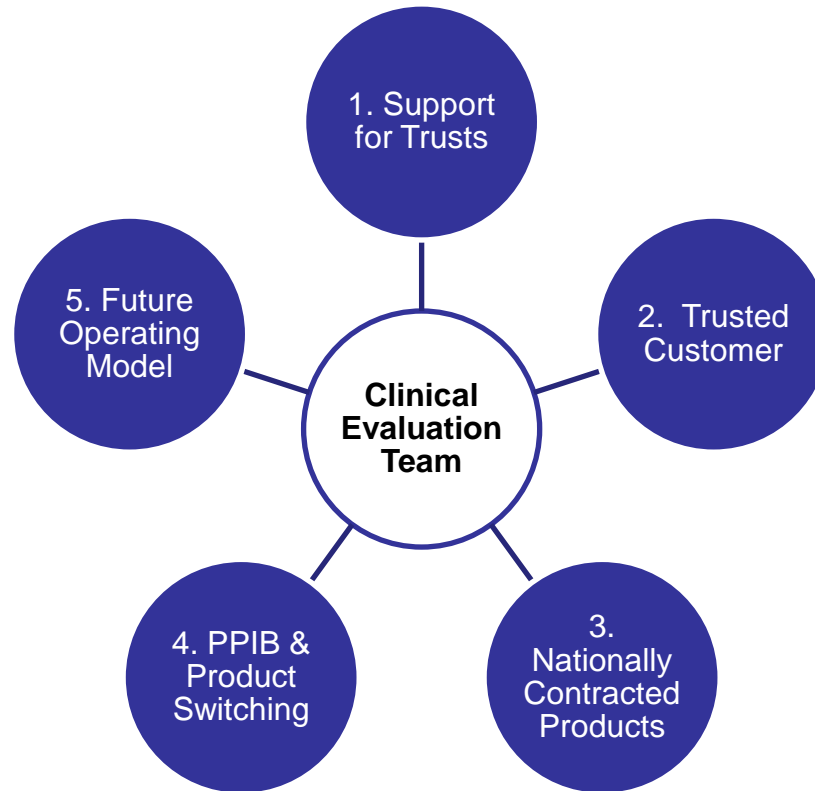 1. Support
for Trusts
2. Trusted
Customer
3.
Nationally
Contracted
Products
4. PPIB &
Product
Switching
5. Future
Operating
Model
Clinical
Evaluation
Team